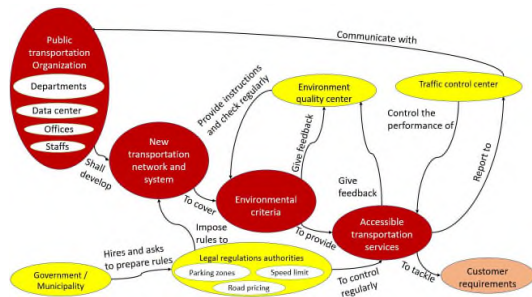 Public
transportation
Organization
Departments
Data center
Offices
Staffs
Communicate with
Provide instructions
and check regularly
Environment
quality center
Traffic control center
Control the
performance of
Report to
Give feedback
Give
feedback
Shall
develop
New
transportation
network and
system
To cover
Environmental
criteria
To provide
Accessible
transportation
services
To tackle
Customer
requirements
Impose
rules to
Hires and asks
to prepare rules
Government /
Municipality
Legal regulations authorities
Parking zones
Speed limit
Road pricing
To control
regularly